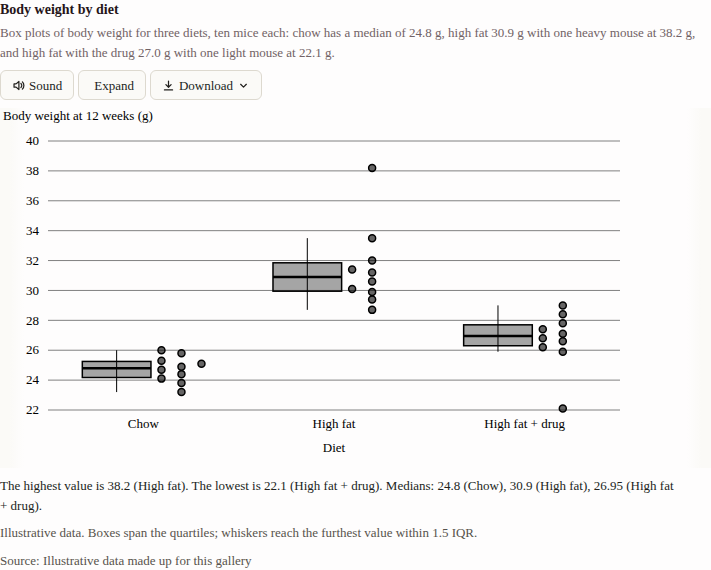 Body weight by diet
Box plots of body weight for three diets, ten mice each: chow has a median of 24.8 g, high fat 30.9 g with one heavy mouse at 38.2 g,
and high fat with the drug 27.0 g with one light mouse at 22.1 g.
Sound Expand Download
Body weight at 12 weeks (g)
40
38
36
34
32
30
28
26
24
22
Chow High fat High fat + drug
Diet
The highest value is 38.2 (High fat). The lowest is 22.1 (High fat + drug). Medians: 24.8 (Chow), 30.9 (High fat), 26.95 (High fat
+ drug).
Illustrative data. Boxes span the quartiles; whiskers reach the furthest value within 1.5 IQR.
Source: Illustrative data made up for this gallery